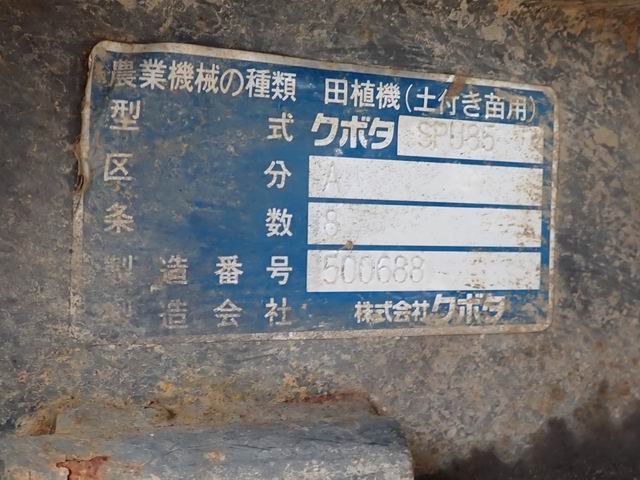 農業機械の種類 田植機(土付き苗用)
型式 クボタ SPU85
区分 A
条数 8
製造番号 500688
製造会社 株式会社クボタ